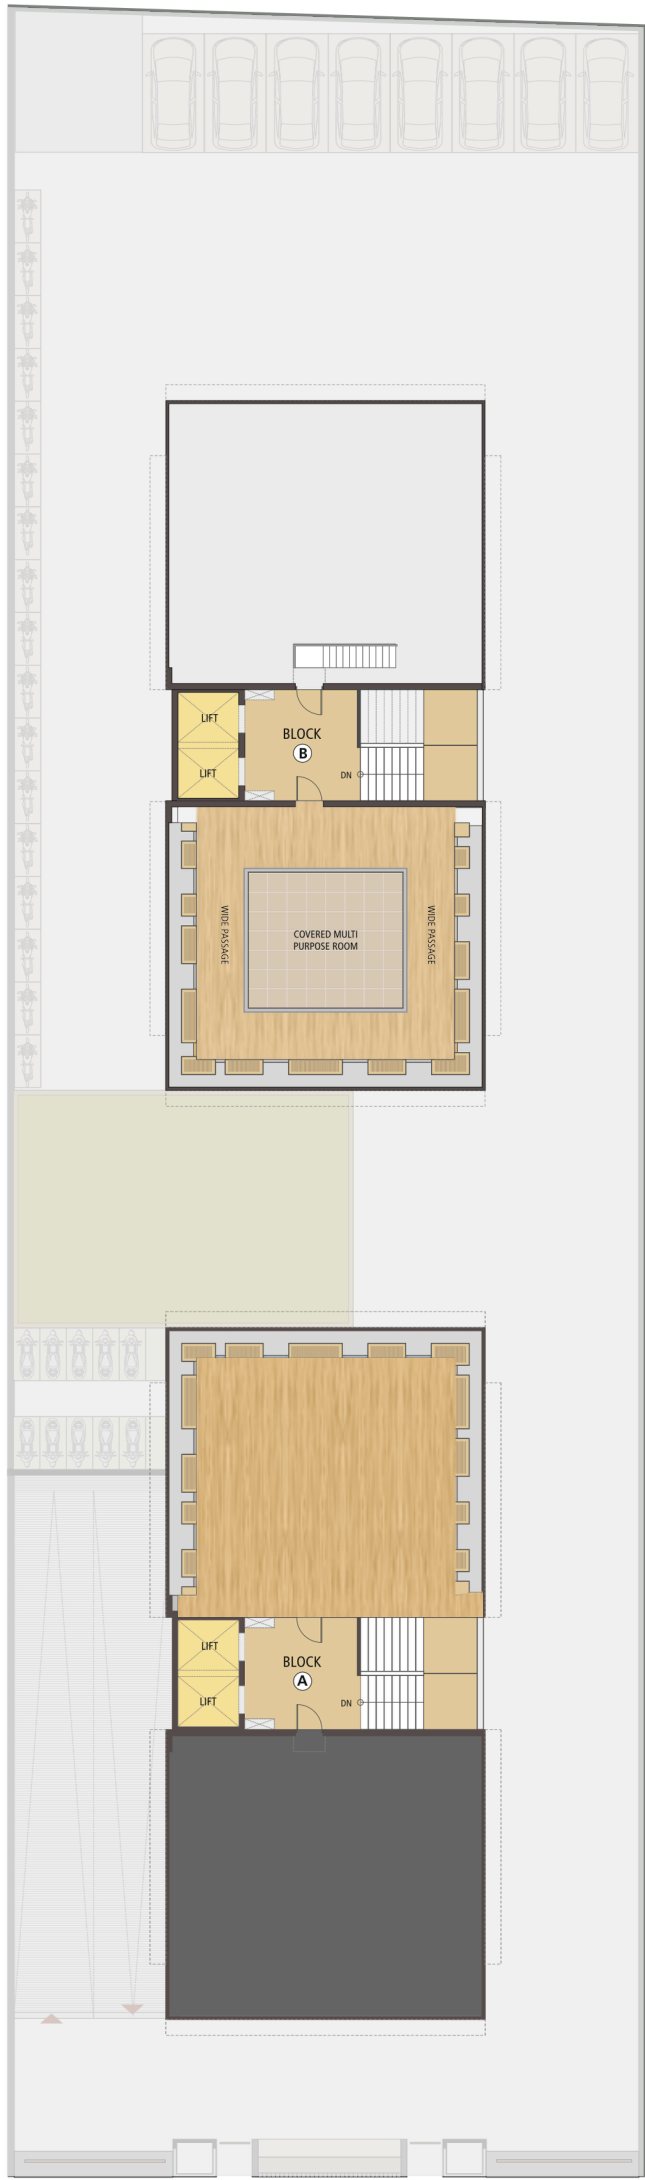 LIFT
BLOCK
B
LIFT
DN
WIDE PASSAGE
COVERED MULTI
PURPOSE ROOM
WIDE PASSAGE
LIFT
BLOCK
A
LIFT
DN